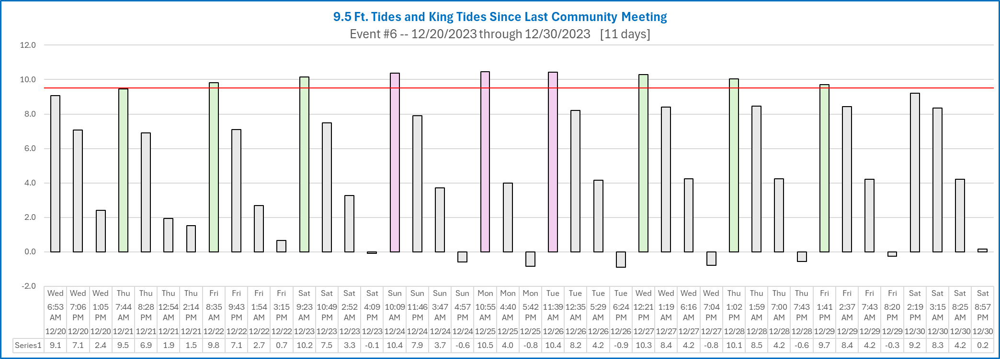 9.5 Ft. Tides and King Tides Since Last Community Meeting
Event #6 -- 12/20/2023 through 12/30/2023 [11 days]
12.0
10.0
8.0
6.0
4.0
2.0
0.0
-2.0
Wed Wed Wed Thu Thu Thu Thu Fri Fri Fri Fri Sat Sat Sat Sat Sun Sun Sun Sun Mon Mon Mon Tue Tue Tue Tue Wed Wed Wed Wed Thu Thu Thu Thu Fri Fri Fri Fri Sat Sat Sat Sat
6:53 7:06 1:05 7:44 8:28 12:54 2:14 8:35 9:43 1:54 3:15 9:23 10:49 2:52 4:09 10:09 11:46 3:47 4:57 10:55 4:40 5:42 11:39 12:35 5:29 6:24 12:21 1:19 6:16 7:04 1:02 1:59 7:00 7:43 1:41 2:37 7:43 8:20 2:19 3:15 8:25 8:57
AM PM PM AM PM AM PM AM PM AM PM AM PM AM PM AM PM AM PM AM AM PM AM AM AM PM PM AM AM PM PM AM AM PM PM AM AM PM PM AM AM PM
12/20 12/20 12/20 12/21 12/21 12/21 12/21 12/22 12/22 12/22 12/22 12/23 12/23 12/23 12/23 12/24 12/24 12/24 12/24 12/25 12/25 12/25 12/26 12/26 12/26 12/26 12/27 12/27 12/27 12/27 12/28 12/28 12/28 12/28 12/29 12/29 12/29 12/29 12/30 12/30 12/30 12/30
Series1 9.1 7.1 2.4 9.5 6.9 1.9 1.5 9.8 7.1 2.7 0.7 10.2 7.5 3.3 -0.1 10.4 7.9 3.7 -0.6 10.5 4.0 -0.8 10.4 8.2 4.2 -0.9 10.3 8.4 4.2 -0.8 10.1 8.5 4.2 -0.6 9.7 8.4 4.2 -0.3 9.2 8.3 4.2 0.2